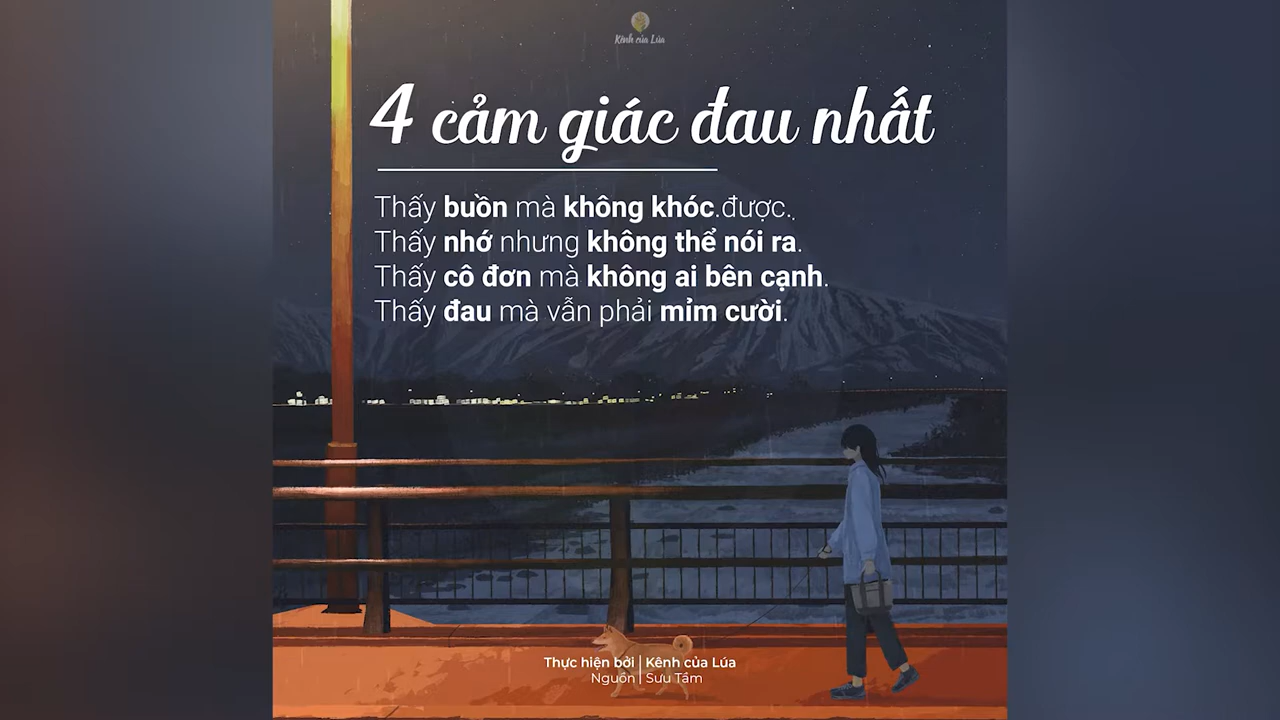 Kênh của Lúa
4 cảm giác đau nhất
Thấy buồn mà không khóc.được.
Thấy nhớ nhưng không thể nói ra.
Thấy cô đơn mà không ai bên cạnh.
Thấy đau mà vẫn phải mỉm cười.
Thực hiện bởi | Kênh của Lúa
Nguồn | Sưu Tầm